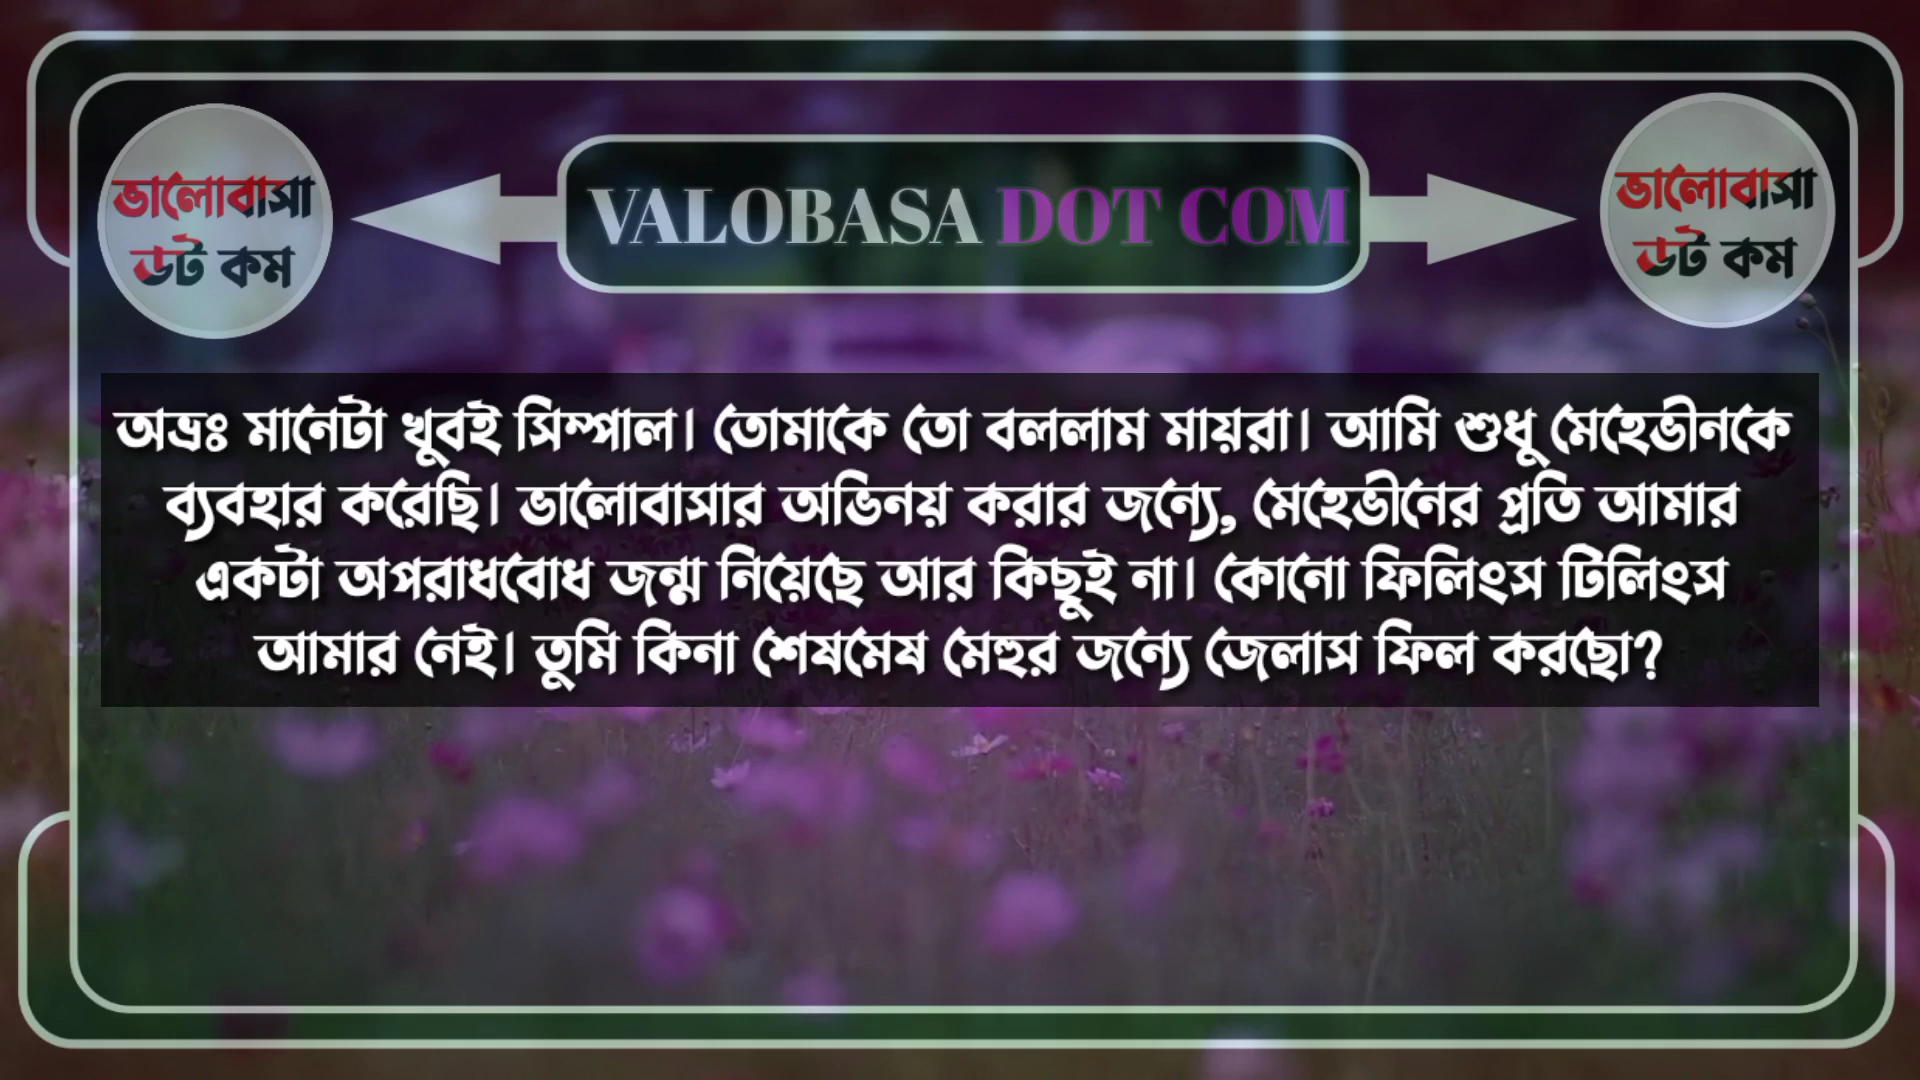 ভালোবাসা
ডট কম
VALOBASA DOT COM
ভালোবাসা
ডট কম
অভ্রঃ মানেটা খুবই সিম্পাল। তোমাকে তো বললাম মায়রা। আমি শুধু মেহেভীনকে
ব্যবহার করেছি। ভালোবাসার অভিনয় করার জন্যে, মেহেভীনের প্রতি আমার
একটা অপরাধবোধ জন্ম নিয়েছে আর কিছুই না। কোনো ফিলিংস টিলিংস
আমার নেই। তুমি কিনা শেষমেষ মেহুর জন্যে জেলাস ফিল করছো?